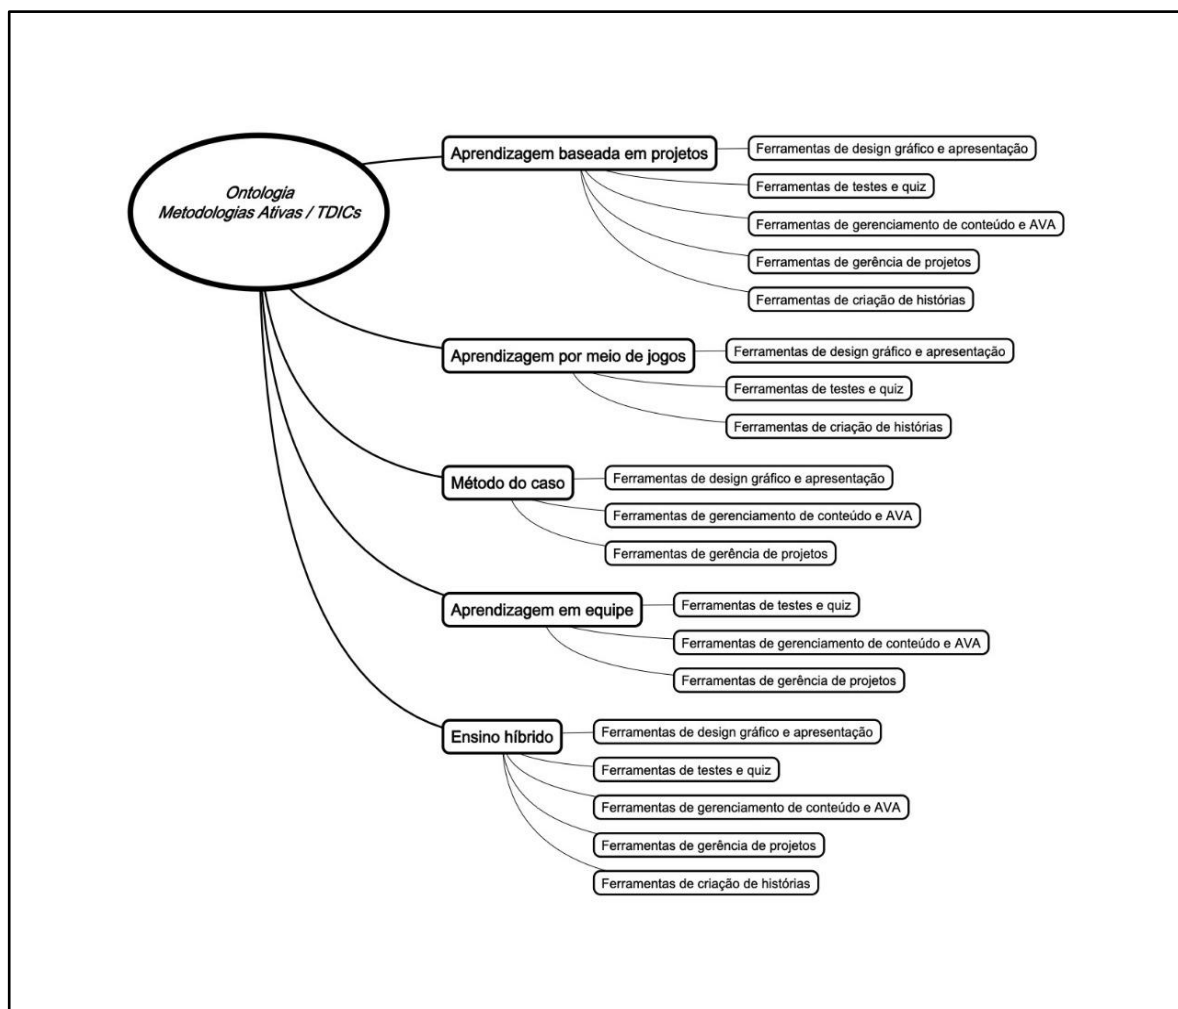 Ontologia
Metodologias Ativas / TDICs
Aprendizagem baseada em projetos
Ferramentas de design gráfico e apresentação
Ferramentas de testes e quiz
Ferramentas de gerenciamento de conteúdo e AVA
Ferramentas de gerência de projetos
Ferramentas de criação de histórias
Aprendizagem por meio de jogos
Ferramentas de design gráfico e apresentação
Ferramentas de testes e quiz
Ferramentas de criação de histórias
Método do caso
Ferramentas de design gráfico e apresentação
Ferramentas de gerenciamento de conteúdo e AVA
Ferramentas de gerência de projetos
Aprendizagem em equipe
Ferramentas de testes e quiz
Ferramentas de gerenciamento de conteúdo e AVA
Ferramentas de gerência de projetos
Ensino híbrido
Ferramentas de design gráfico e apresentação
Ferramentas de testes e quiz
Ferramentas de gerenciamento de conteúdo e AVA
Ferramentas de gerência de projetos
Ferramentas de criação de histórias